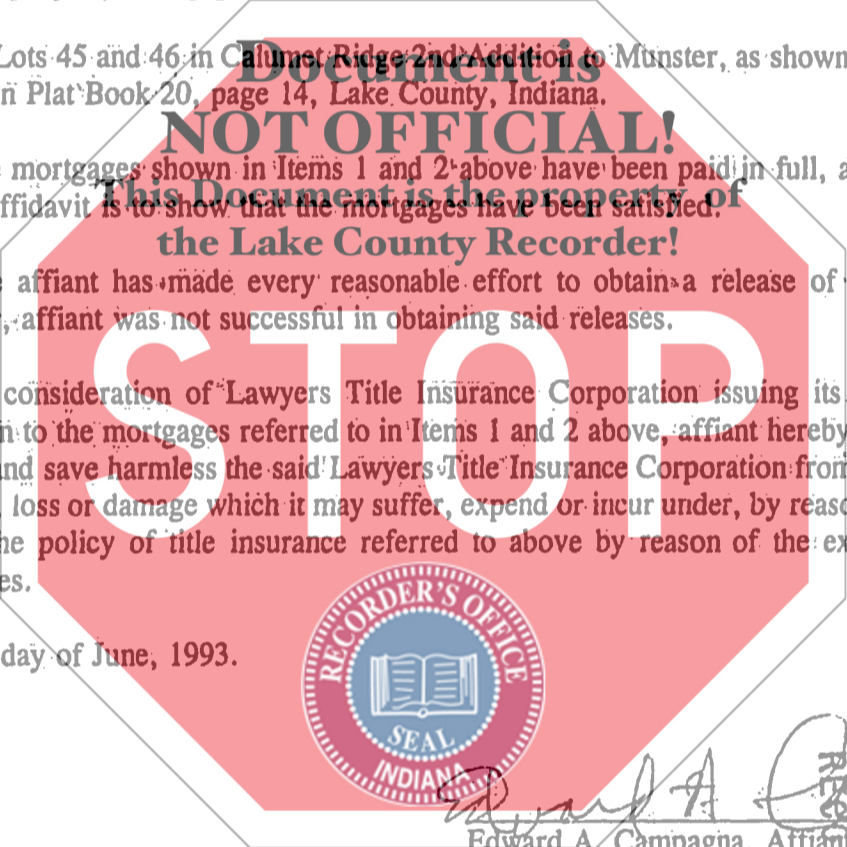 Lots 45 and 46 in Calumet Ridge 2nd Addition to Munster, as shown
Document is
n Plat Book 20, page 14, Lake County, Indiana.
NOT OFFICIAL!
mortgages shown in Items 1 and 2 above have been paid in full, a
This Document is the property of
ffidavit is to show that the mortgages have been satisfied.
the Lake County Recorder!
affiant has made every reasonable effort to obtain a release of
, affiant was not successful in obtaining said releases.
STOP
consideration of Lawyers Title Insurance Corporation issuing its
n to the mortgages referred to in Items 1 and 2 above, affiant hereby
nd save harmless the said Lawyers Title Insurance Corporation from
loss or damage which it may suffer, expend or incur under, by reaso
he policy of title insurance referred to above by reason of the ex
es.
RECORDER'S OFFICE
day of June, 1993.
SEAL
INDIANA
Edward A. Campagna, Affiant